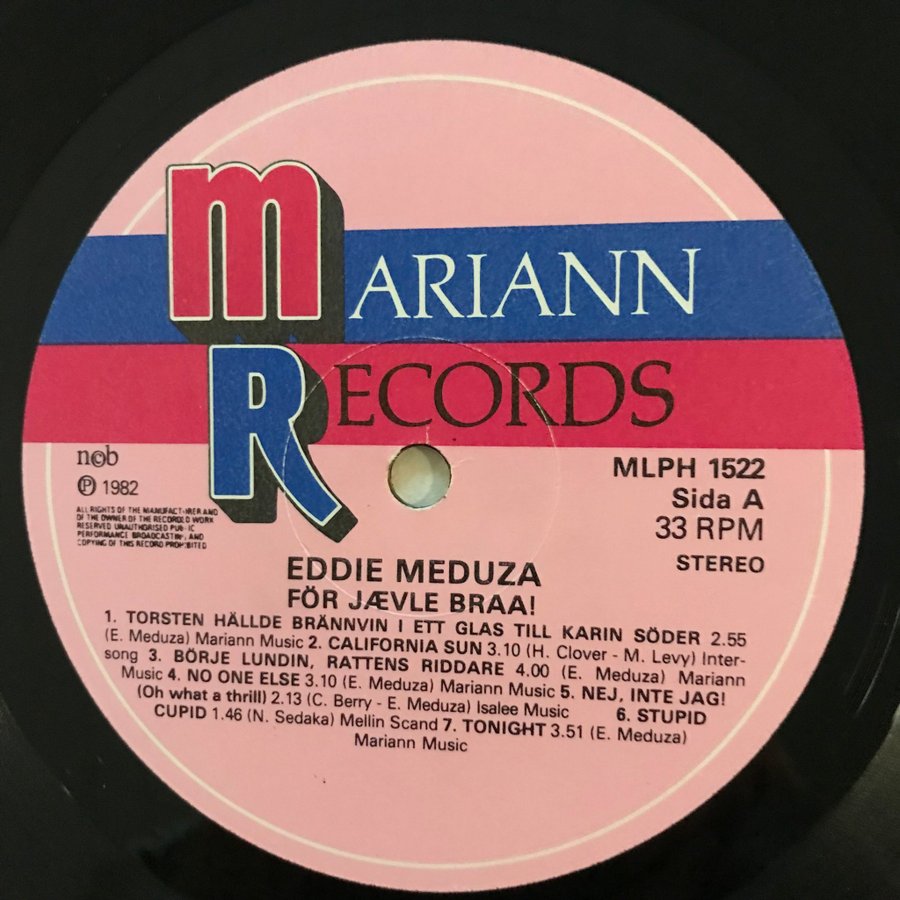 MARIANN
RECORDS
ncb
Ⓟ 1982
ALL RIGHTS OF THE MANUFACTURER AND
OF THE OWNER OF THE RECORDED WORK
RESERVED UNAUTHORISED PUBLIC
PERFORMANCE BROADCASTING AND
COPYING OF THIS RECORD PROHIBITED
MLPH 1522
Sida A
33 RPM
STEREO
EDDIE MEDUZA
FÖR JÆVLE BRAA!
1. TORSTEN HÄLLDE BRÄNNVIN I ETT GLAS TILL KARIN SÖDER 2.55
(E. Meduza) Mariann Music 2. CALIFORNIA SUN 3.10 (H. Clover - M. Levy) Inter-
song 3. BÖRJE LUNDIN, RATTENS RIDDARE 4.00 (E. Meduza) Mariann
Music 4. NO ONE ELSE 3.10 (E. Meduza) Mariann Music 5. NEJ, INTE JAG!
(Oh what a thrill) 2.13 (C. Berry - E. Meduza) Isalee Music 6. STUPID
CUPID 1.46 (N. Sedaka) Mellin Scand 7. TONIGHT 3.51 (E. Meduza)
Mariann Music